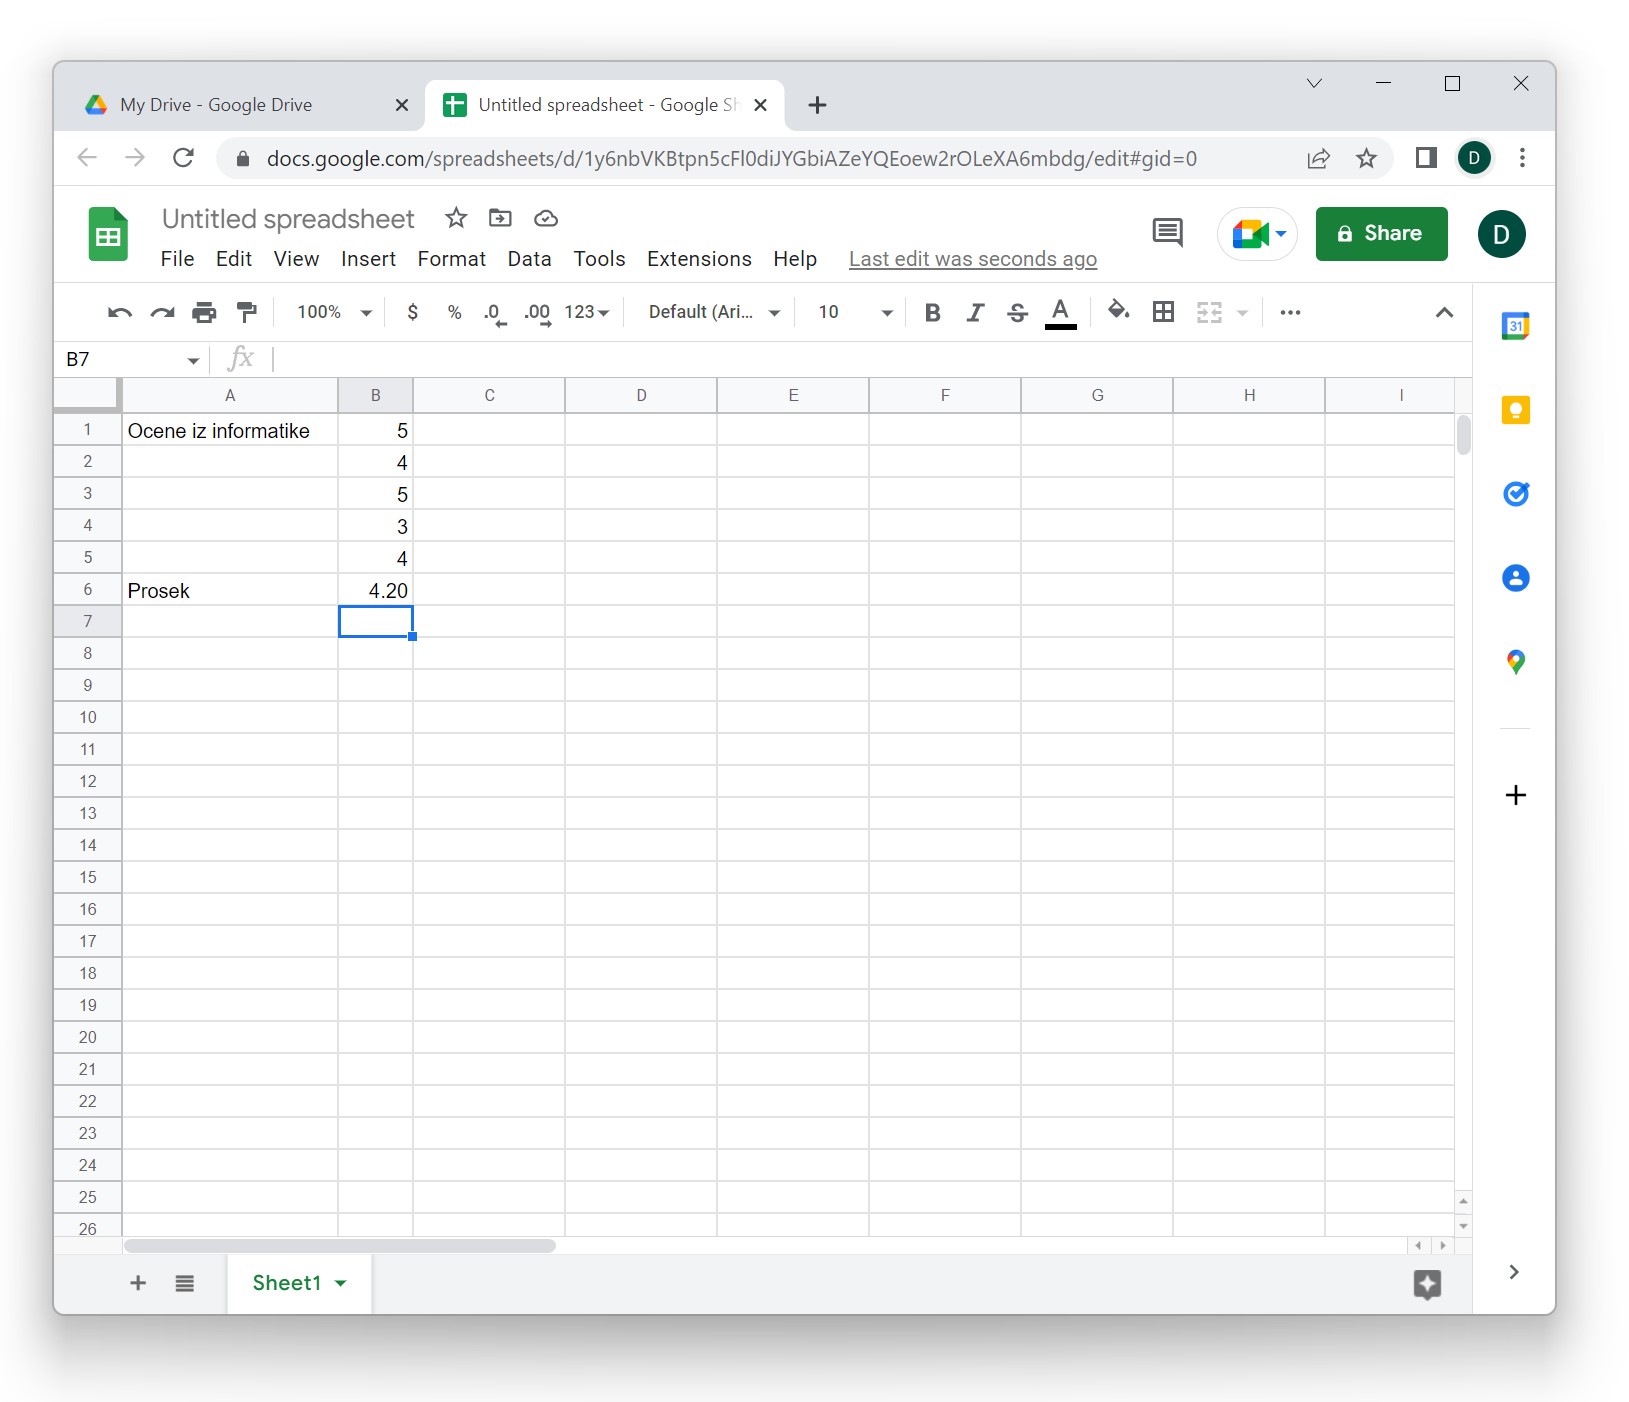 My Drive - Google Drive
Untitled spreadsheet - Google Sh
docs.google.com/spreadsheets/d/1y6nbVKBtpn5cFl0diJYGbiAZeYQEoew2rOLeXA6mbdg/edit#gid=0
D
Untitled spreadsheet
File Edit View Insert Format Data Tools Extensions Help Last edit was seconds ago
Share
D
100% $ % .0 .00 123 Default (Ari... 10 B I S A
31
B7 fx
A B C D E F G H I
1 Ocene iz informatike 5
2 4
3 5
4 3
5 4
6 Prosek 4.20
7
8
9
10
11
12
13
14
15
16
17
18
19
20
21
22
23
24
25
26
Sheet1